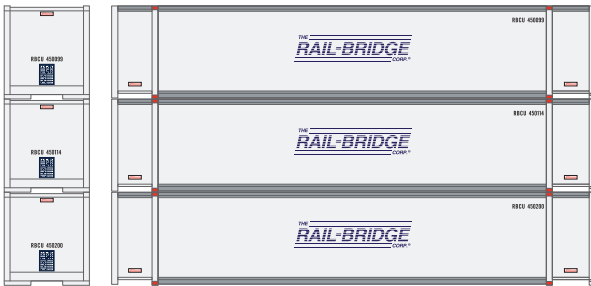 RBCU 450099
THE
RAIL-BRIDGE
CORP.
RBCU 450099
RBCU 450114
THE
RAIL-BRIDGE
CORP.
RBCU 450114
RBCU 450200
THE
RAIL-BRIDGE
CORP.
RBCU 450200